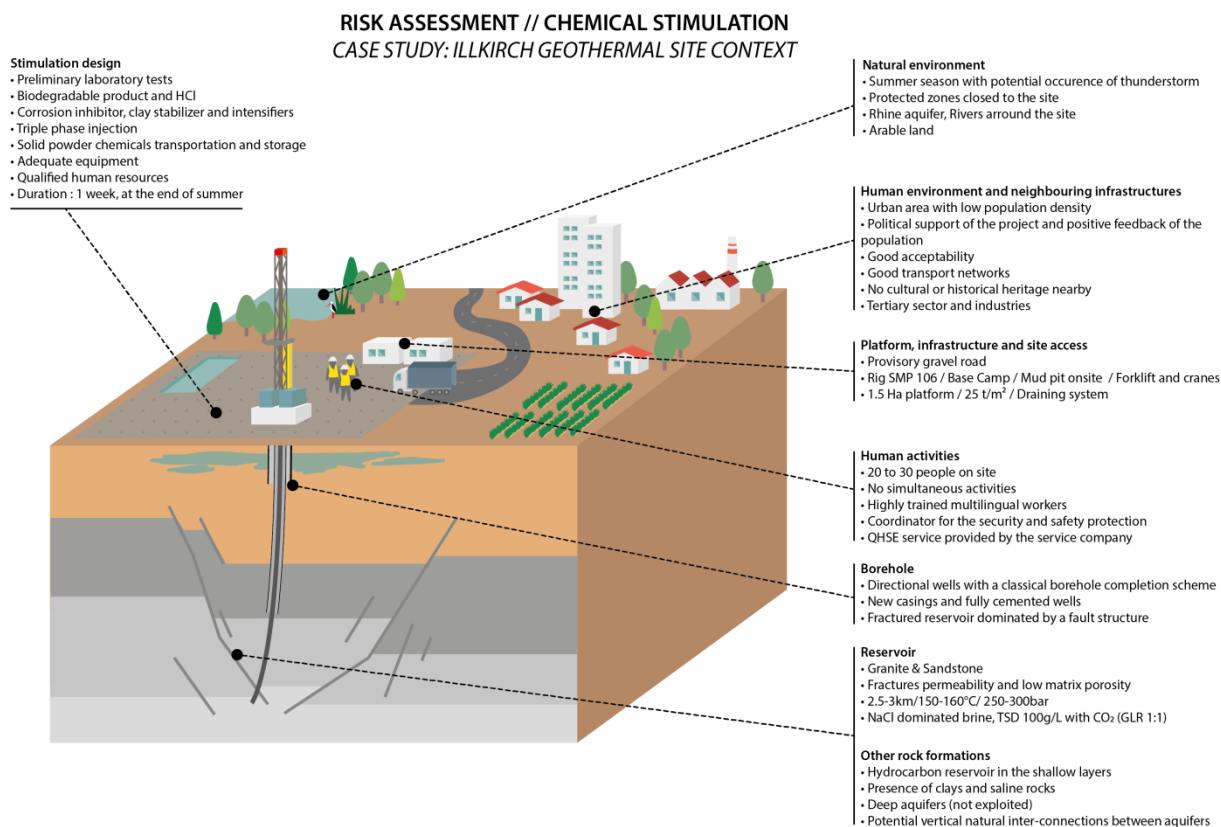 RISK ASSESSMENT // CHEMICAL STIMULATION
CASE STUDY: ILLKIRCH GEOTHERMAL SITE CONTEXT
Stimulation design
• Preliminary laboratory tests
• Biodegradable product and HCl
• Corrosion inhibitor, clay stabilizer and intensifiers
• Triple phase injection
• Solid powder chemicals transportation and storage
• Adequate equipment
• Qualified human resources
• Duration : 1 week, at the end of summer
Natural environment
• Summer season with potential occurence of thunderstorm
• Protected zones closed to the site
• Rhine aquifer, Rivers arround the site
• Arable land
Human environment and neighbouring infrastructures
• Urban area with low population density
• Political support of the project and positive feedback of the
population
• Good acceptability
• Good transport networks
• No cultural or historical heritage nearby
• Tertiary sector and industries
Platform, infrastructure and site access
• Provisory gravel road
• Rig SMP 106 / Base Camp / Mud pit onsite / Forklift and cranes
• 1.5 Ha platform / 25 t/m² / Draining system
Human activities
• 20 to 30 people on site
• No simultaneous activities
• Highly trained multilingual workers
• Coordinator for the security and safety protection
• QHSE service provided by the service company
Borehole
• Directional wells with a classical borehole completion scheme
• New casings and fully cemented wells
• Fractured reservoir dominated by a fault structure
Reservoir
• Granite & Sandstone
• Fractures permeability and low matrix porosity
• 2.5-3km/150-160°C/ 250-300bar
• NaCl dominated brine, TSD 100g/L with CO₂ (GLR 1:1)
Other rock formations
• Hydrocarbon reservoir in the shallow layers
• Presence of clays and saline rocks
• Deep aquifers (not exploited)
• Potential vertical natural inter-connections between aquifers